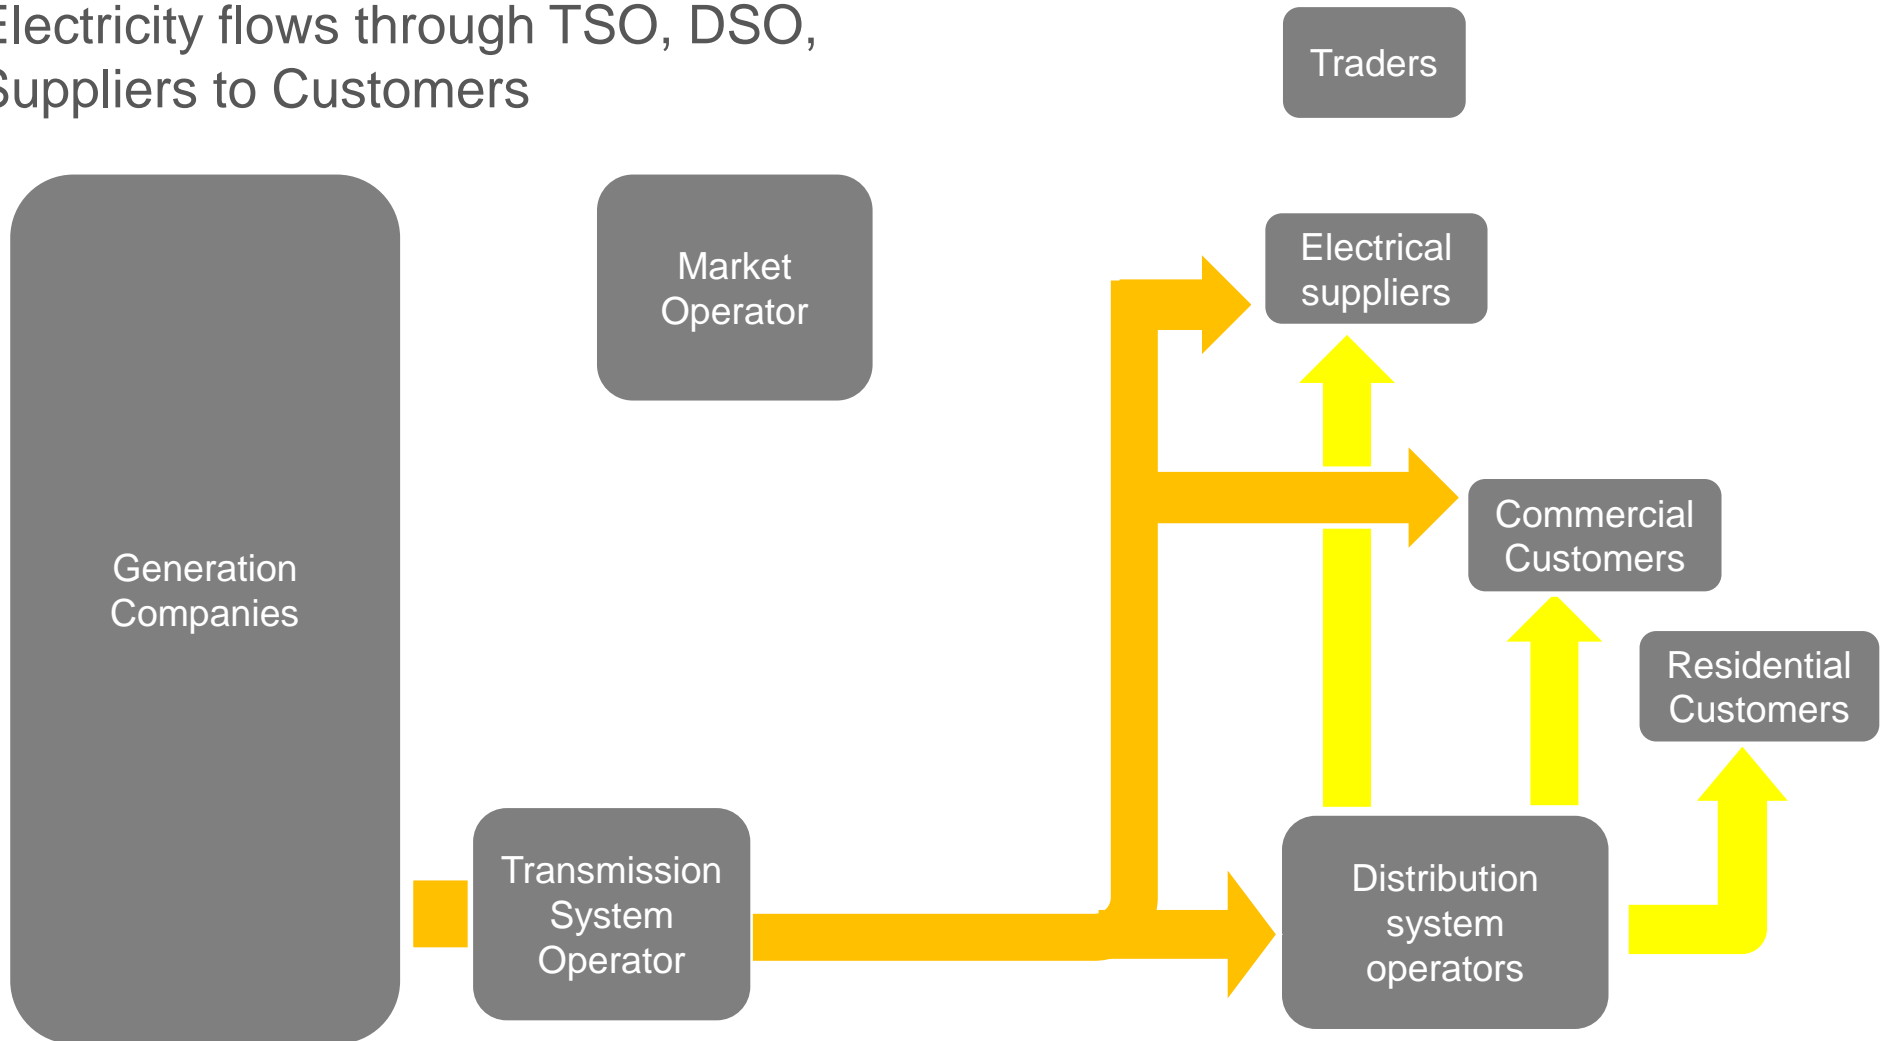 Electricity flows through TSO, DSO,
Suppliers to Customers
Traders
Market
Operator
Electrical
suppliers
Generation
Companies
Commercial
Customers
Residential
Customers
Transmission
System
Operator
Distribution
system
operators